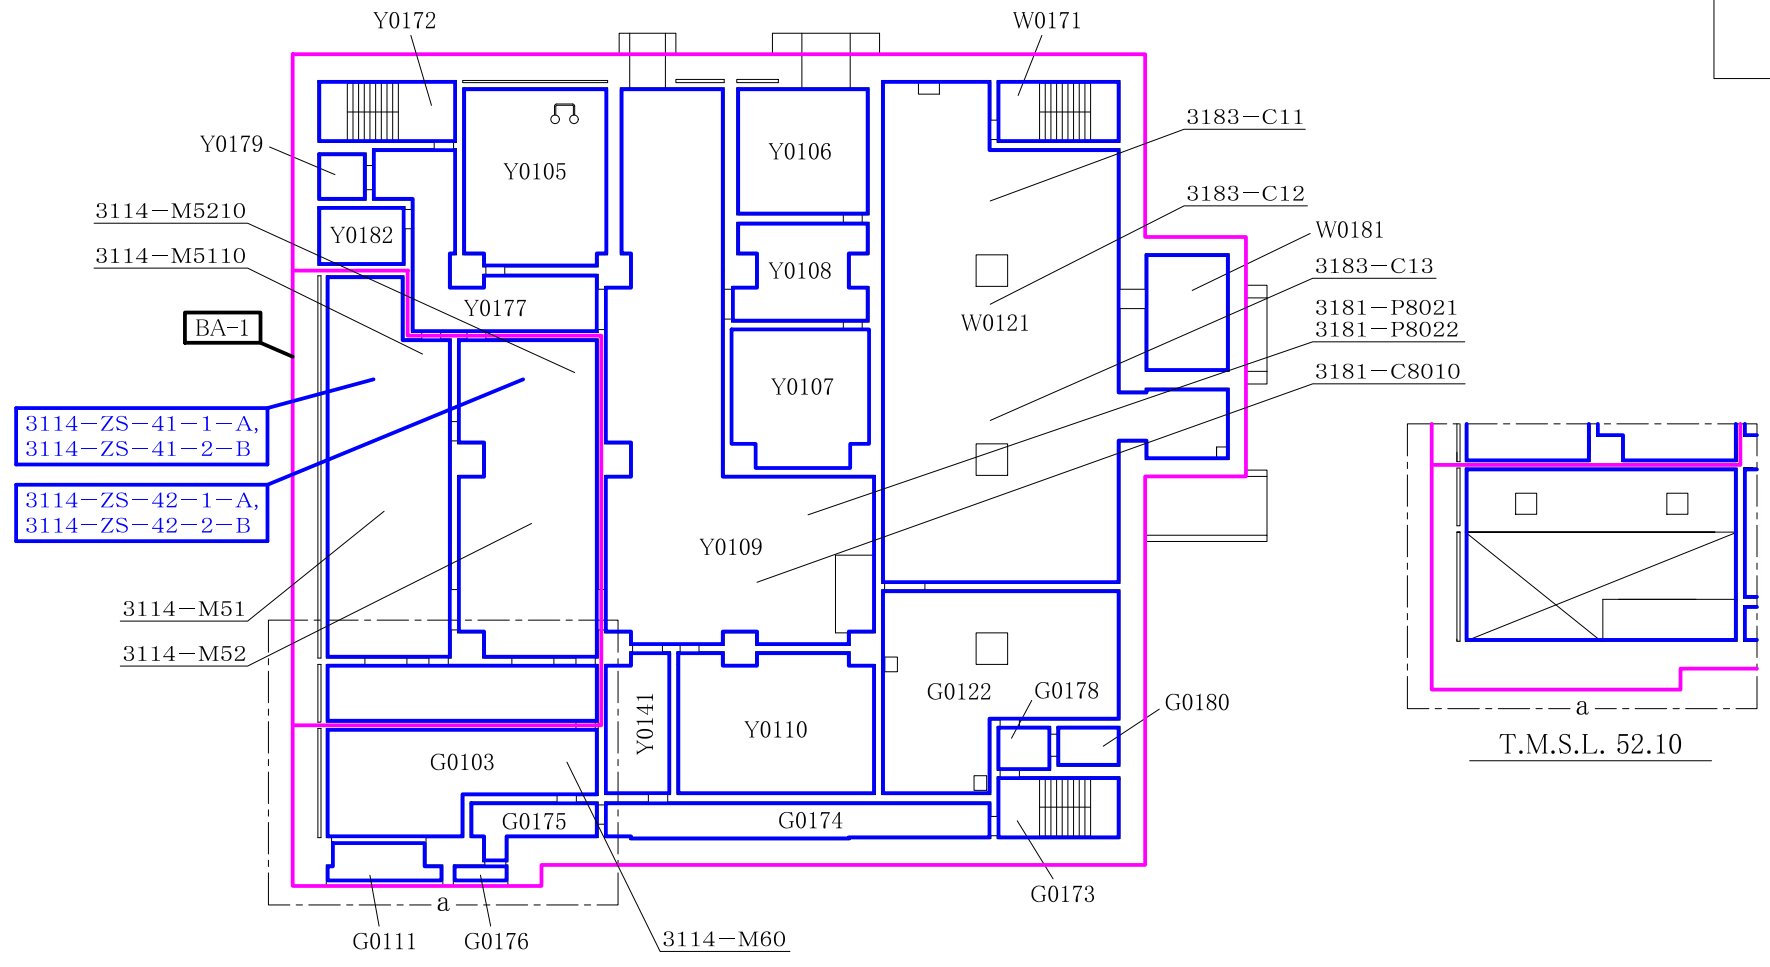 Y0172
W0171
3183-C11
Y0179
Y0106
Y0105
3183-C12
3114-M5210
W0181
Y0182
3114-M5110
3183-C13
Y0108
Y0177
3181-P8021
W0121
BA-1
3181-P8022
3181-C8010
Y0107
3114-ZS-41-1-A,
3114-ZS-41-2-B
3114-ZS-42-1-A,
3114-ZS-42-2-B
Y0109
3114-M51
3114-M52
G0122
G0178
G0180
a
Y0141
Y0110
T.M.S.L. 52.10
G0103
G0175
G0174
G0173
a
G0111
G0176
3114-M60